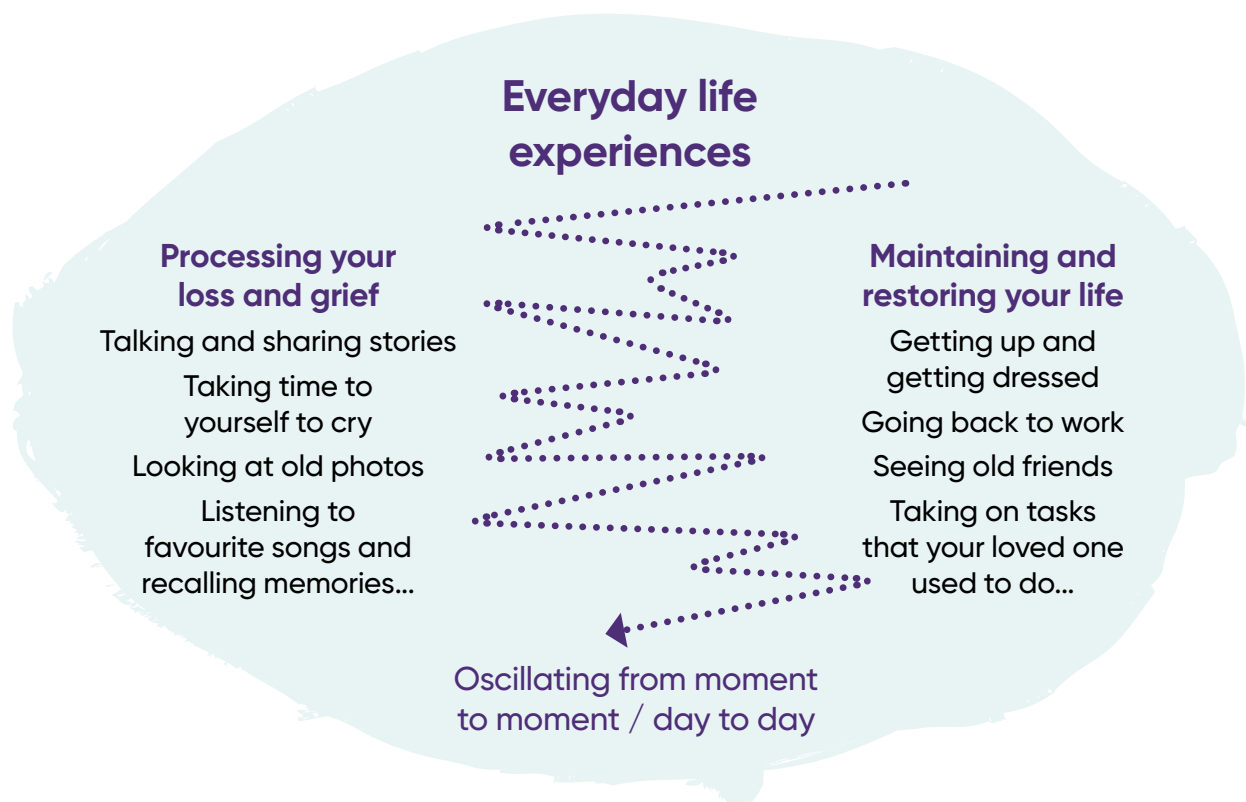 Everyday life
experiences
Processing your
loss and grief
Talking and sharing stories
Taking time to
yourself to cry
Looking at old photos
Listening to
favourite songs and
recalling memories...
Maintaining and
restoring your life
Getting up and
getting dressed
Going back to work
Seeing old friends
Taking on tasks
that your loved one
used to do...
Oscillating from moment
to moment / day to day